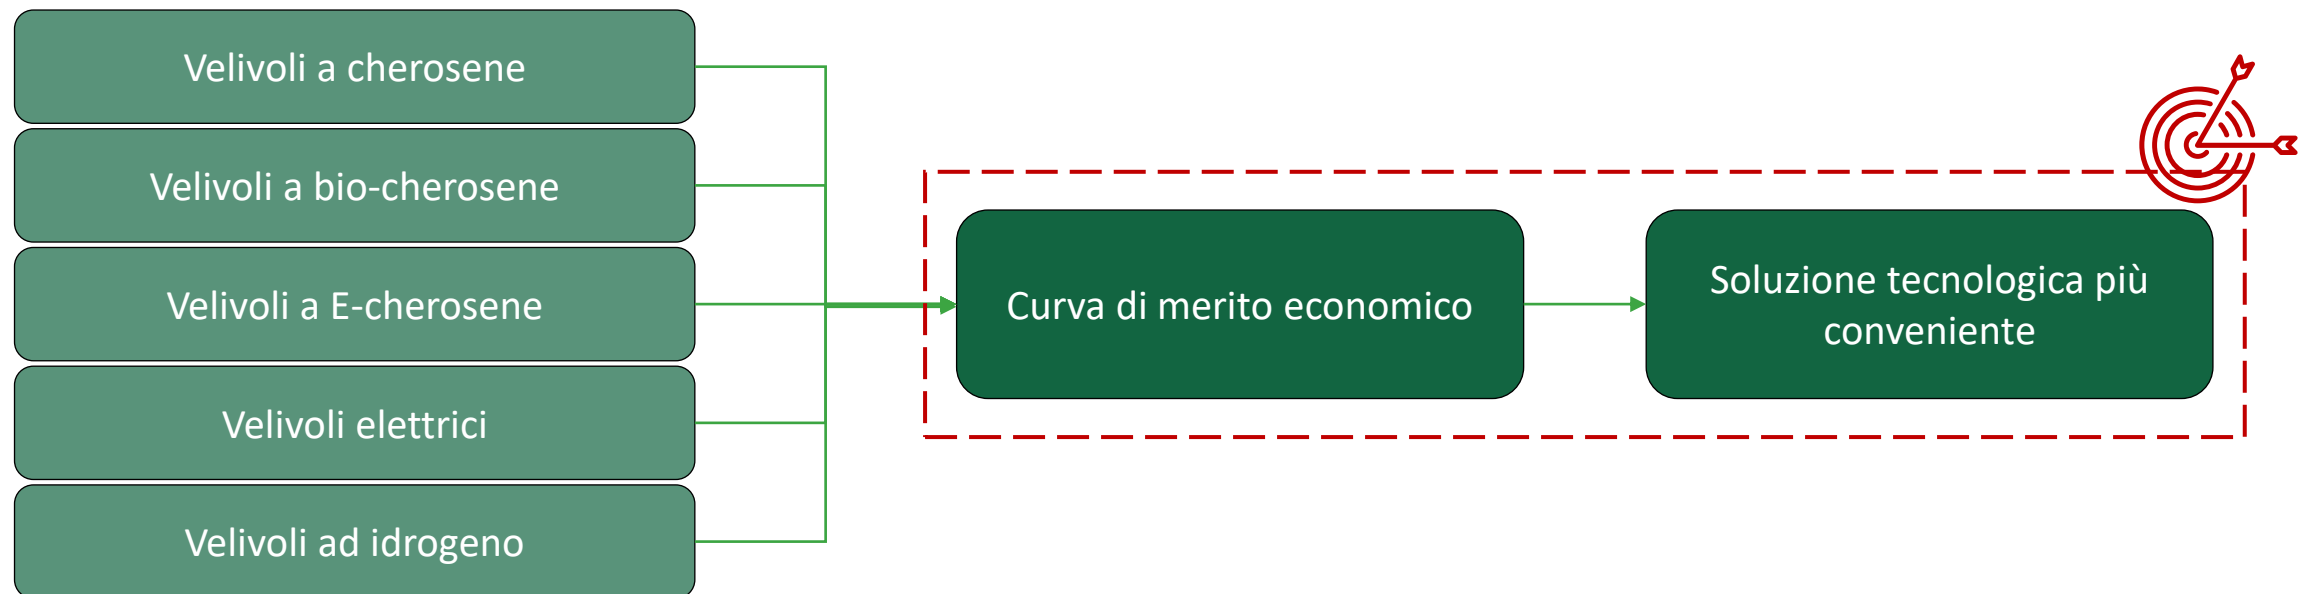 Velivoli a cherosene
Velivoli a bio-cherosene
Velivoli a E-cherosene
Velivoli elettrici
Velivoli ad idrogeno
Curva di merito economico
Soluzione tecnologica più
conveniente